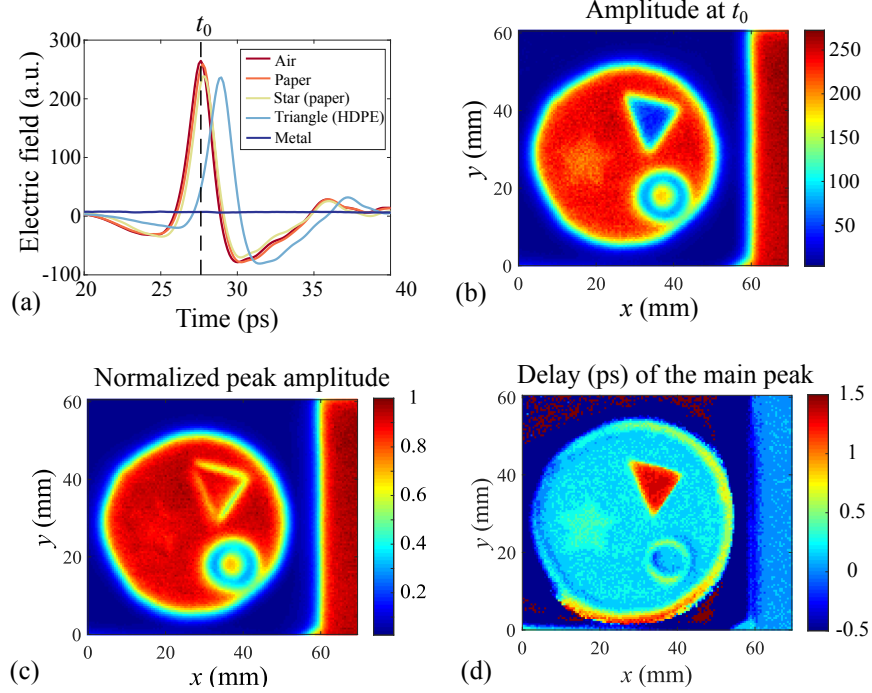 t0
300
200
100
0
-100
Electric field (a.u.)
Air
Paper
Star (paper)
Triangle (HDPE)
Metal
20
25
30
35
40
Time (ps)
(a)
Amplitude at t0
60
40
20
0
y (mm)
0
20
40
60
x (mm)
250
200
150
100
50
(b)
Normalized peak amplitude
60
40
20
0
y (mm)
0
20
40
60
x (mm)
1
0.8
0.6
0.4
0.2
(c)
Delay (ps) of the main peak
60
40
20
0
y (mm)
0
20
40
60
x (mm)
1.5
1
0.5
0
-0.5
(d)